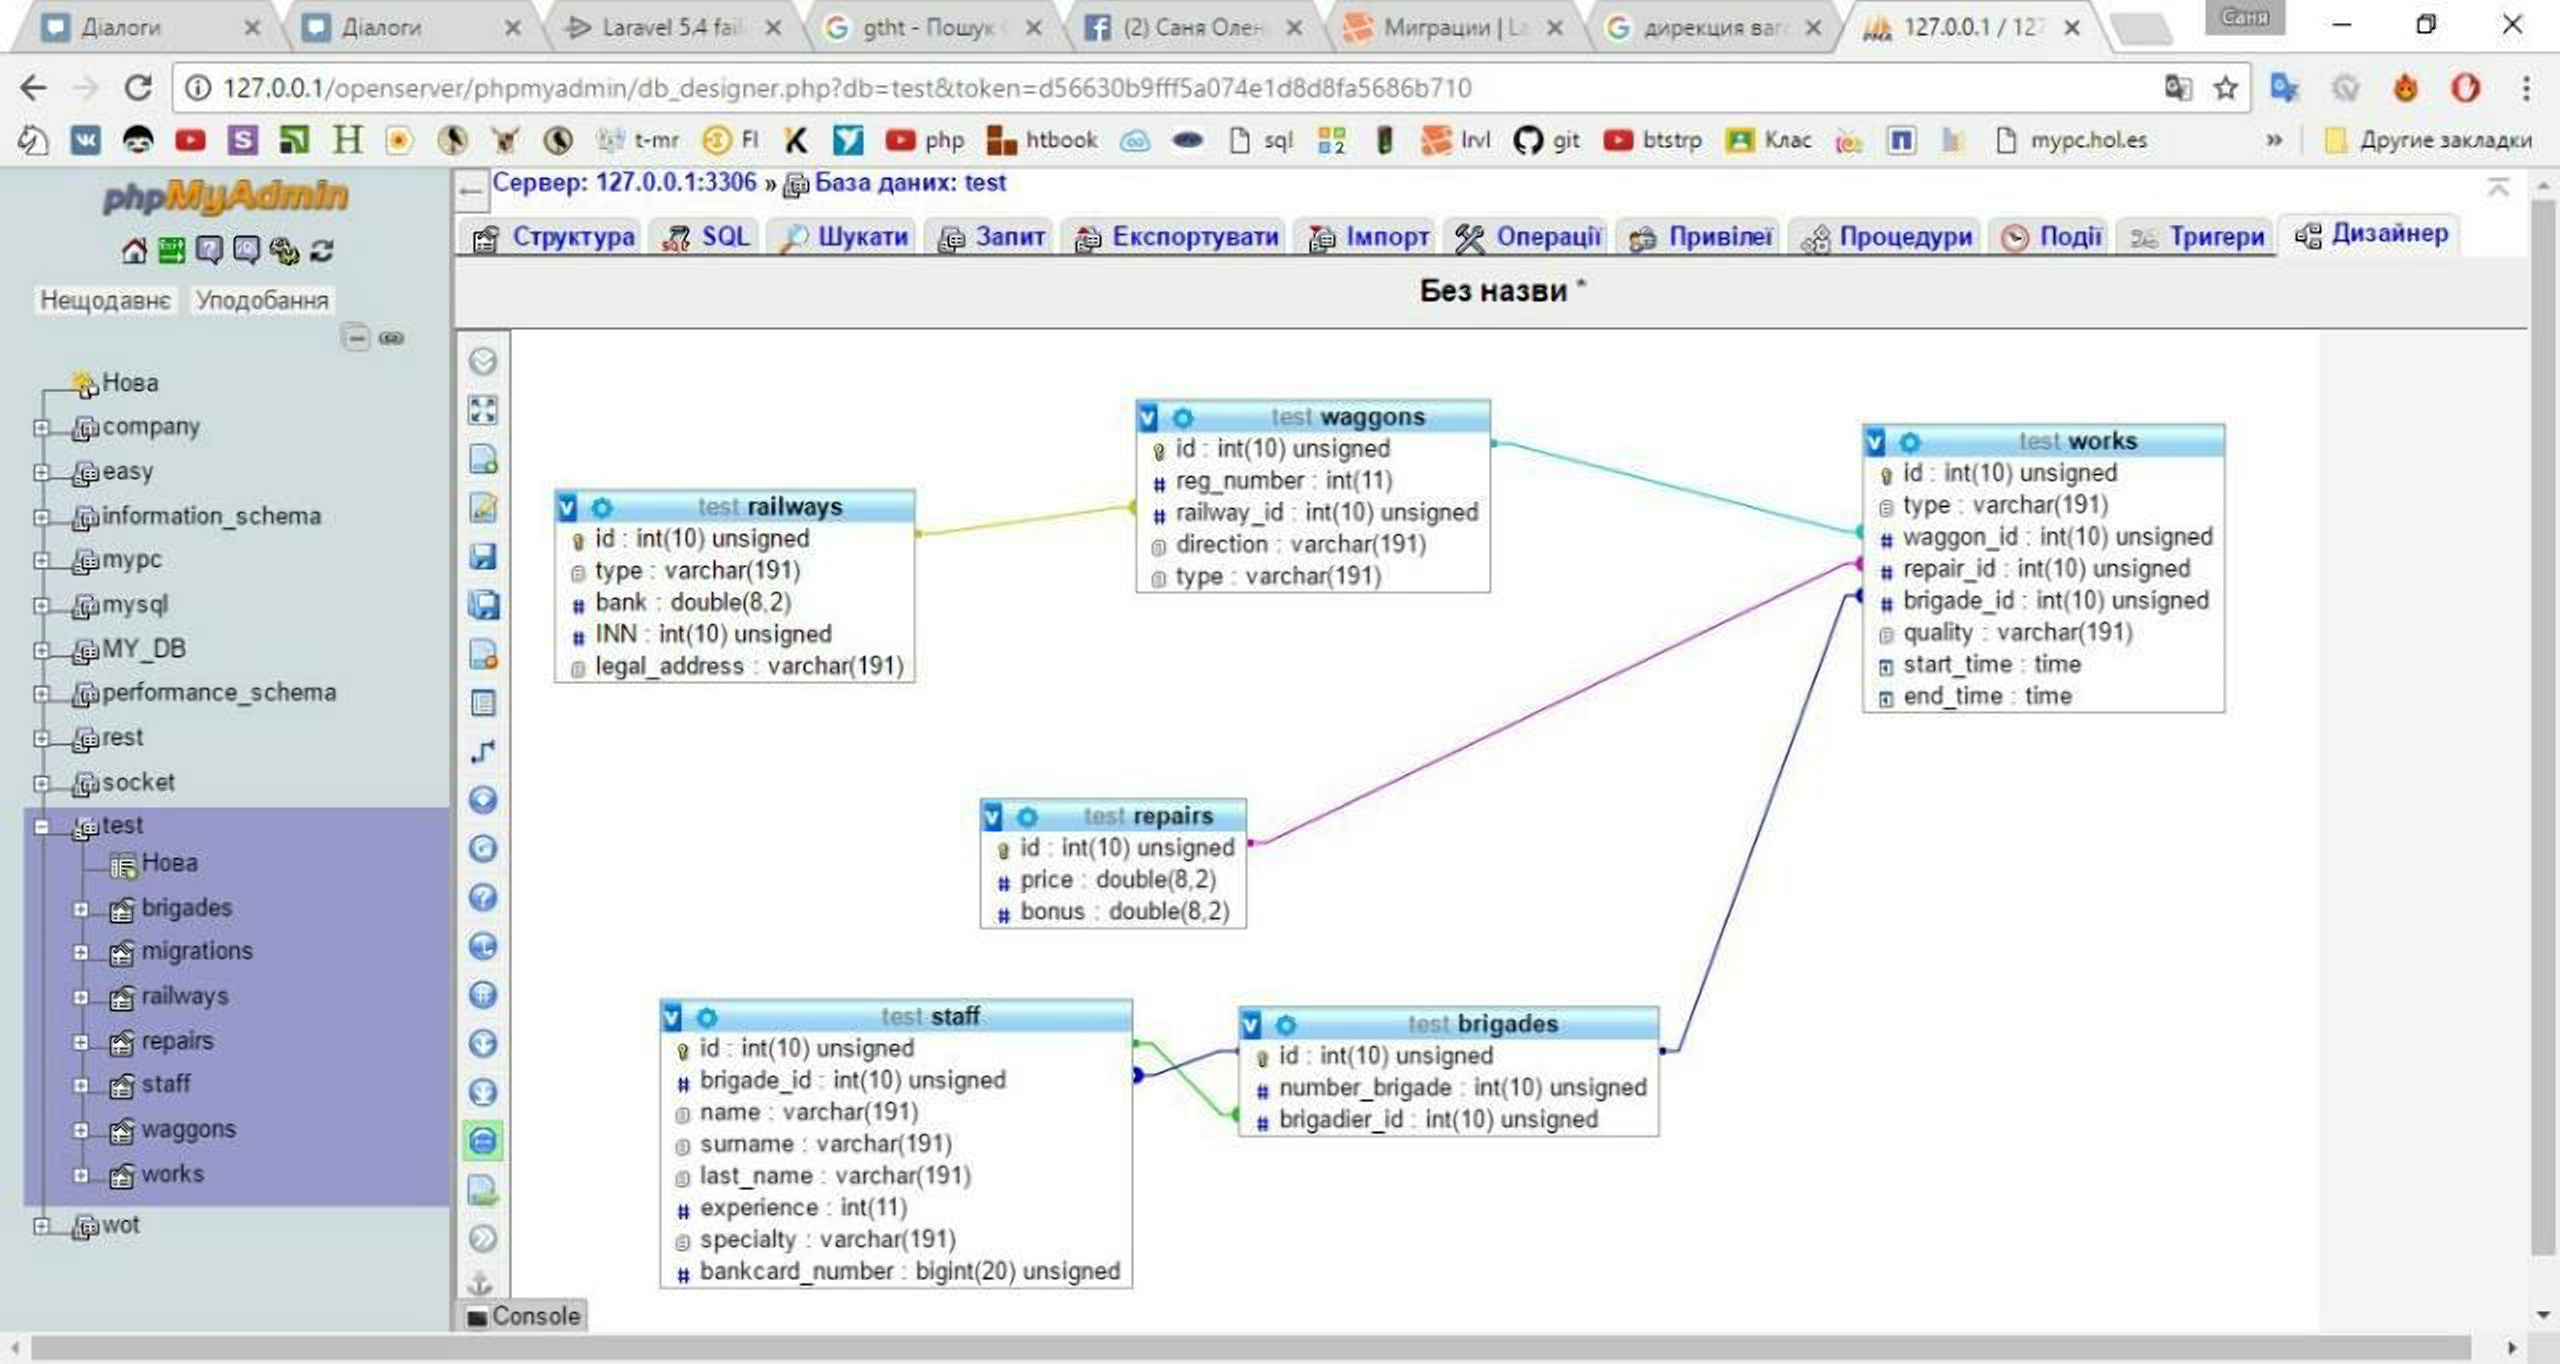 Діалоги
Діалоги
Laravel 5.4 fail
gtht - Пошук
(2) Саня Олен
Миграции | La
дирекция ваго
127.0.0.1 / 127
Саня
127.0.0.1/openserver/phpmyadmin/db_designer.php?db=test&token=d56630b9fff5a074e1d8d8fa5686b710
t-mr
Fl
php
htbook
sql
lrvl
git
btstrp
Клас
mypc.hol.es
»
Другие закладки
phpMyAdmin
Нещодавнє Уподобання
Нова
company
easy
information_schema
mypc
mysql
MY_DB
performance_schema
rest
socket
test
Нова
brigades
migrations
railways
repairs
staff
waggons
works
wot
Сервер: 127.0.0.1:3306 » База даних: test
Структура
SQL
Шукати
Запит
Експортувати
Імпорт
Операції
Привілеї
Процедури
Події
Тригери
Дизайнер
Без назви *
test railways
id : int(10) unsigned
type : varchar(191)
bank : double(8,2)
INN : int(10) unsigned
legal_address : varchar(191)
test waggons
id : int(10) unsigned
reg_number : int(11)
railway_id : int(10) unsigned
direction : varchar(191)
type : varchar(191)
test works
id : int(10) unsigned
type : varchar(191)
waggon_id : int(10) unsigned
repair_id : int(10) unsigned
brigade_id : int(10) unsigned
quality : varchar(191)
start_time : time
end_time : time
test repairs
id : int(10) unsigned
price : double(8,2)
bonus : double(8,2)
test staff
id : int(10) unsigned
brigade_id : int(10) unsigned
name : varchar(191)
surname : varchar(191)
last_name : varchar(191)
experience : int(11)
specialty : varchar(191)
bankcard_number : bigint(20) unsigned
test brigades
id : int(10) unsigned
number_brigade : int(10) unsigned
brigadier_id : int(10) unsigned
Console